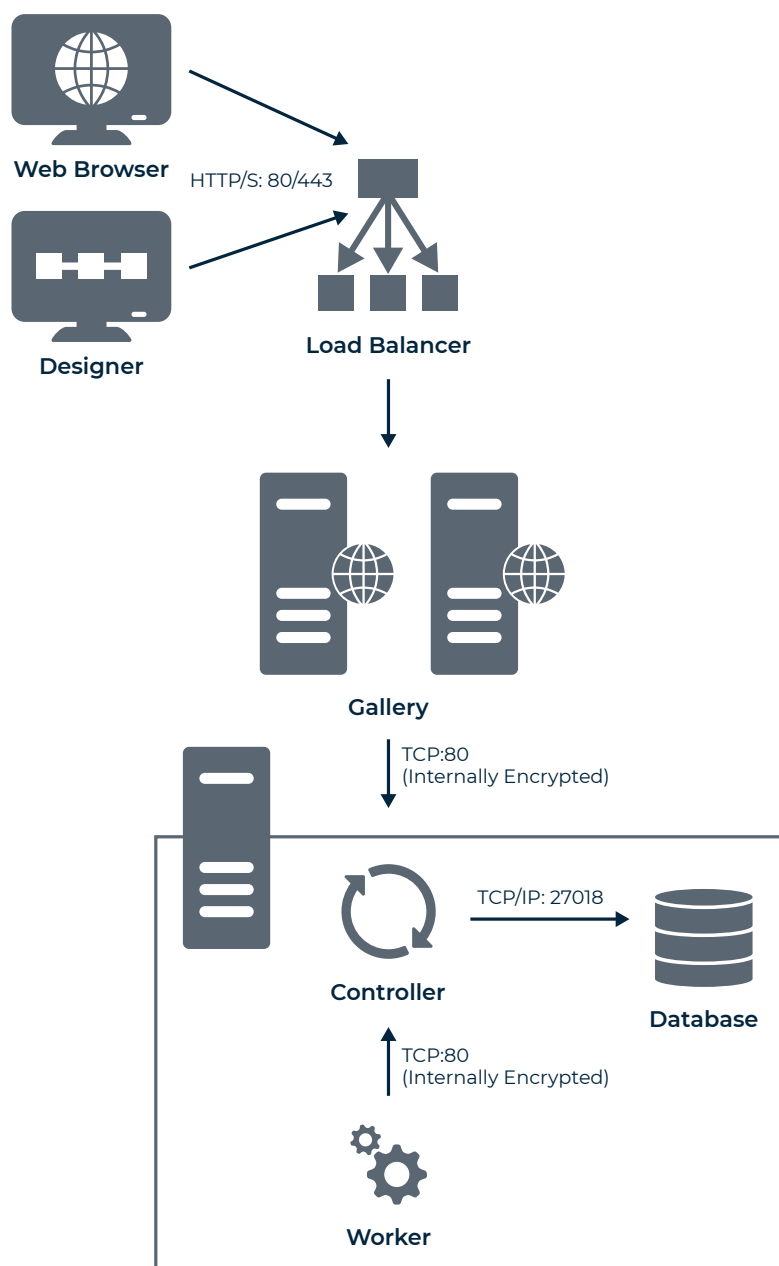 Web Browser
HTTP/S: 80/443
Designer
Load Balancer
Gallery
TCP:80
(Internally Encrypted)
TCP/IP: 27018
Controller
Database
TCP:80
(Internally Encrypted)
Worker